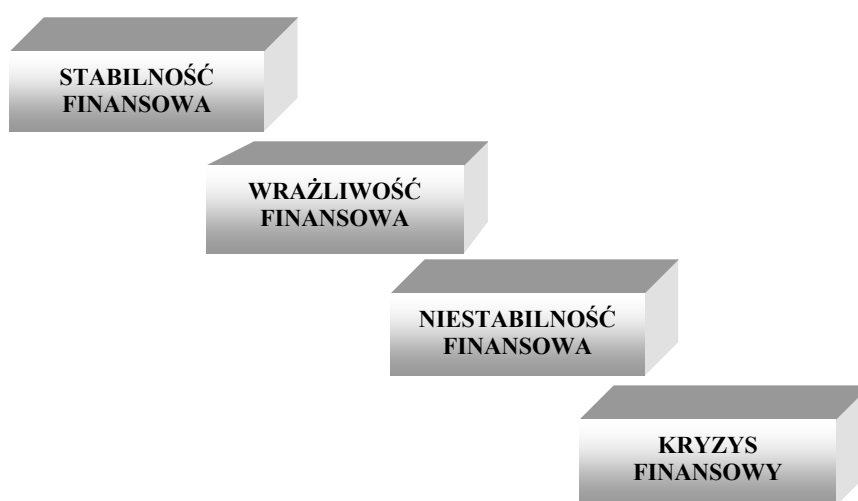 STABILNOŚĆ
FINANSOWA
WRAŻLIWOŚĆ
FINANSOWA
NIESTABILNOŚĆ
FINANSOWA
KRYZYS
FINANSOWY